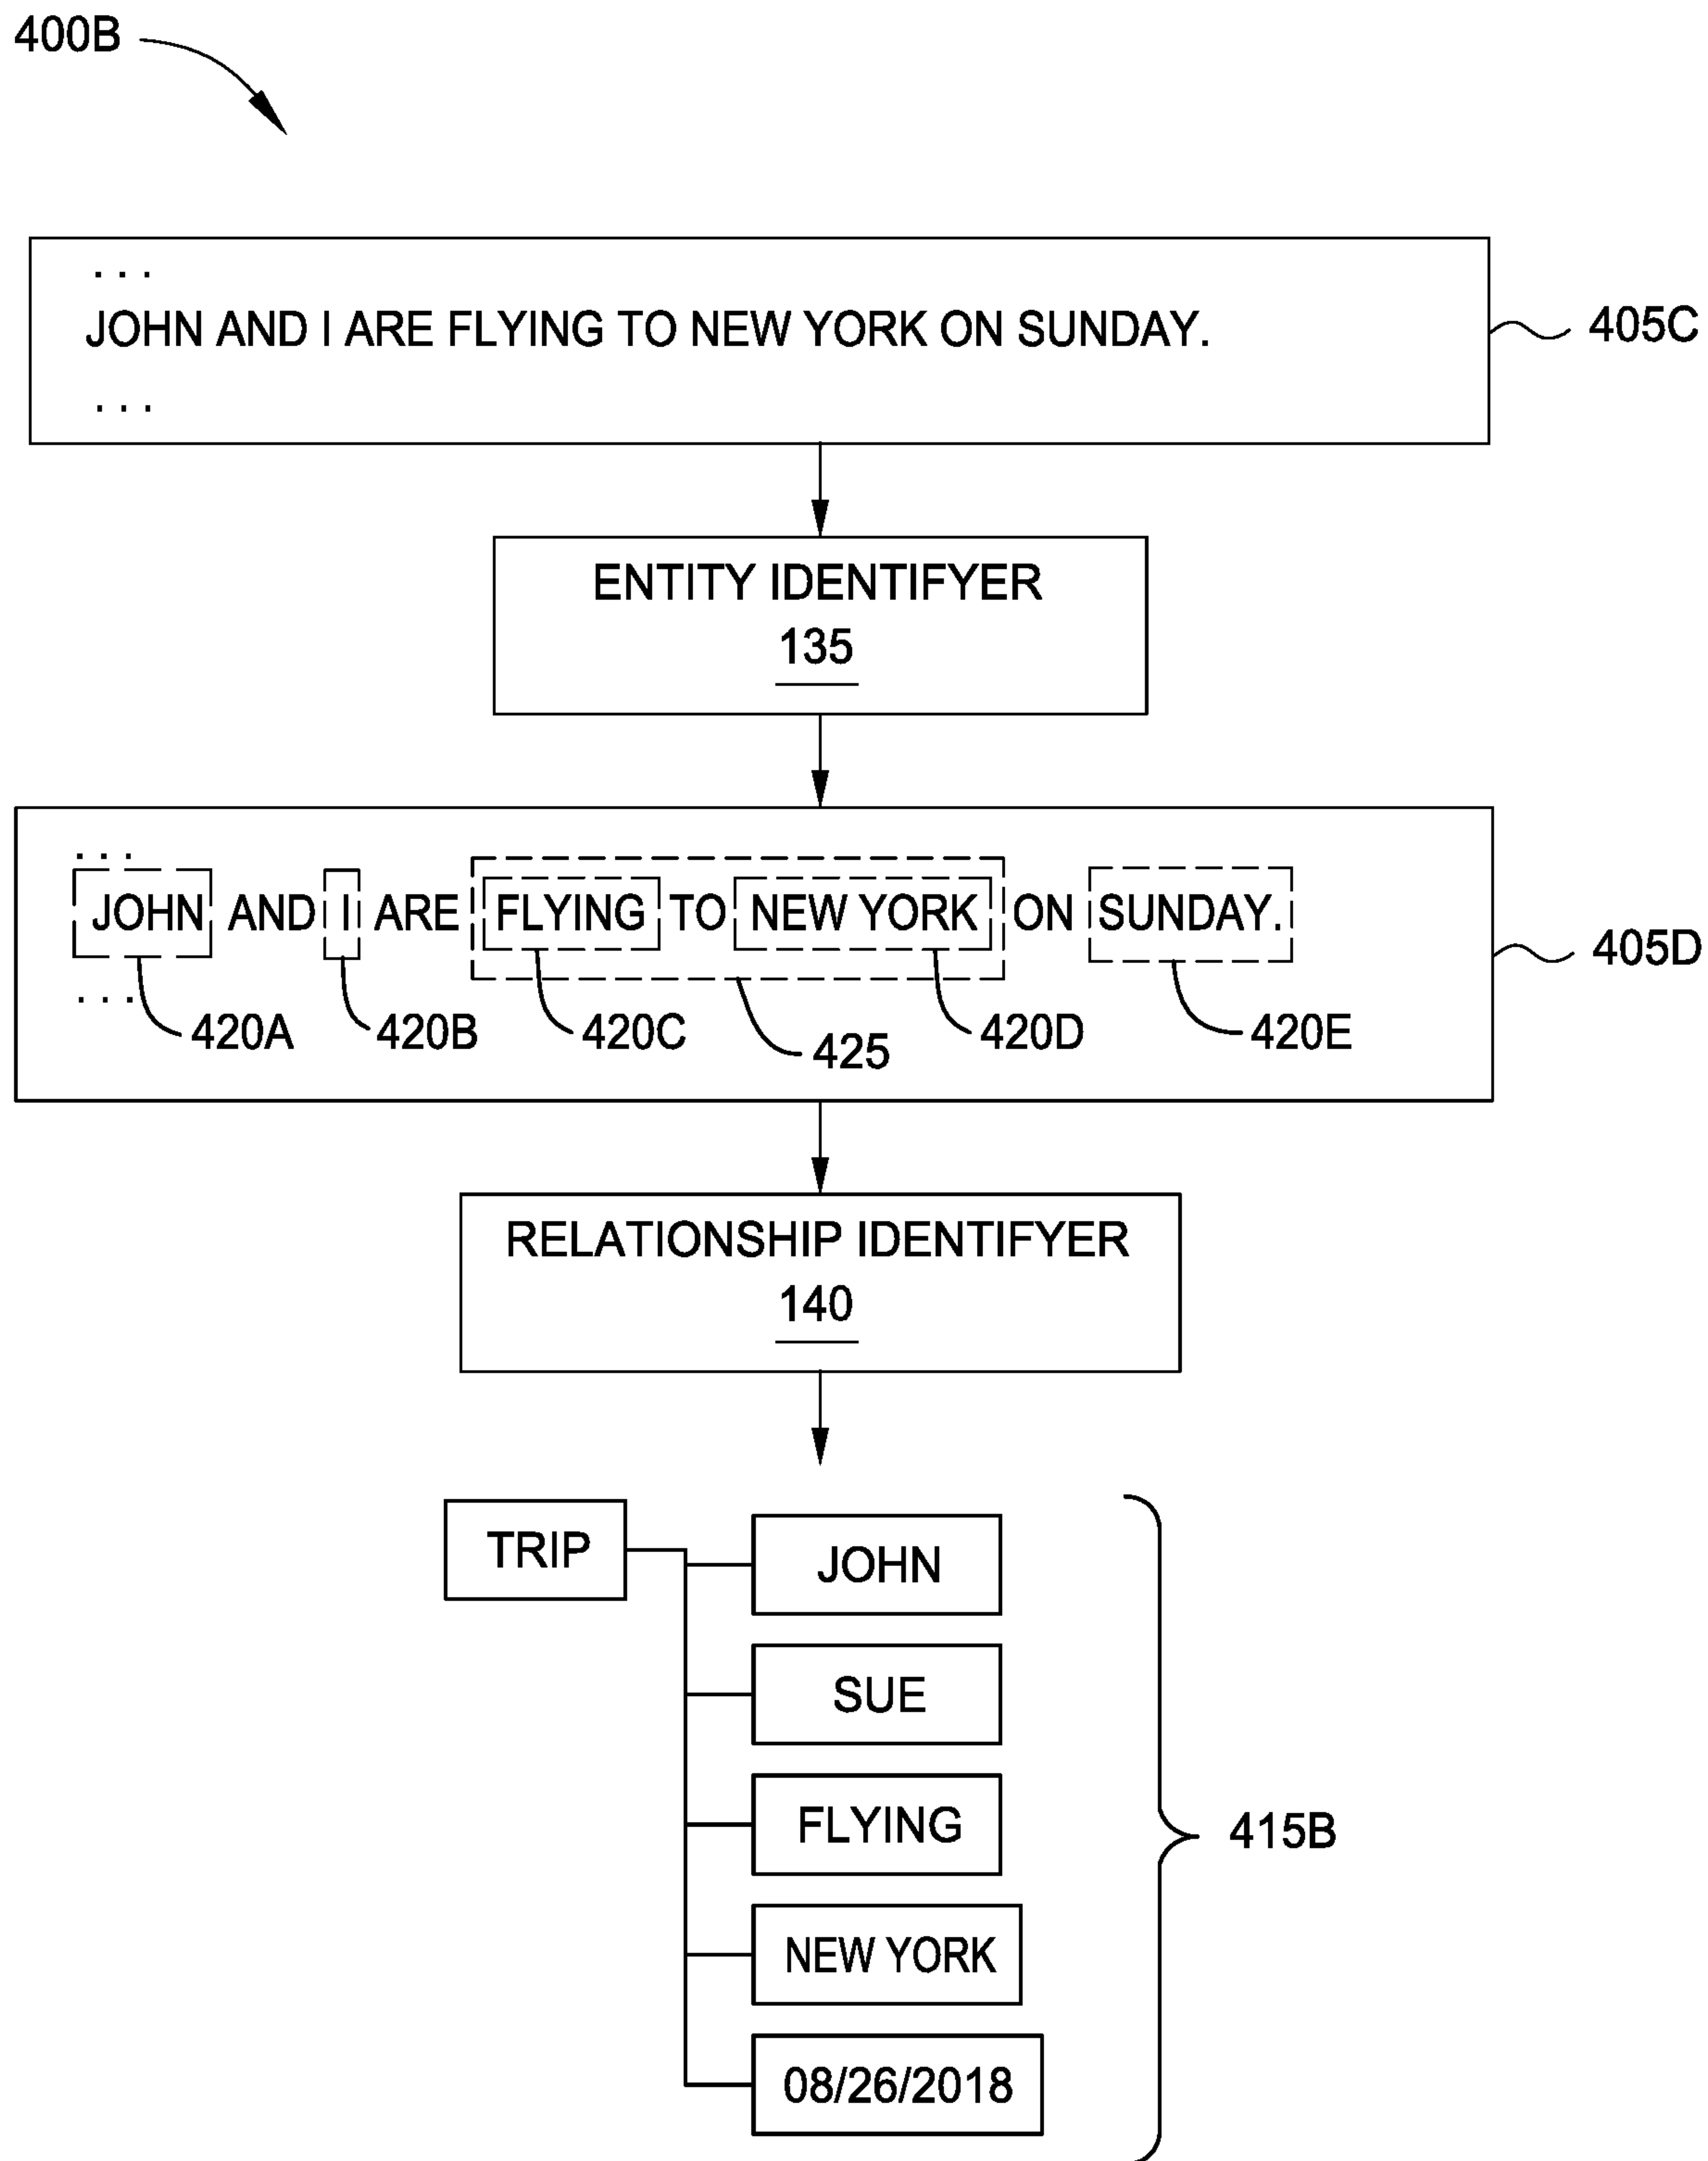 400B
. . .
JOHN AND I ARE FLYING TO NEW YORK ON SUNDAY.
. . .
405C
ENTITY IDENTIFYER
135
. . .
JOHN AND I ARE FLYING TO NEW YORK ON SUNDAY.
405D
. . .
420A 420B 420C 425 420D 420E
RELATIONSHIP IDENTIFYER
140
TRIP
JOHN
SUE
FLYING
415B
NEW YORK
08/26/2018